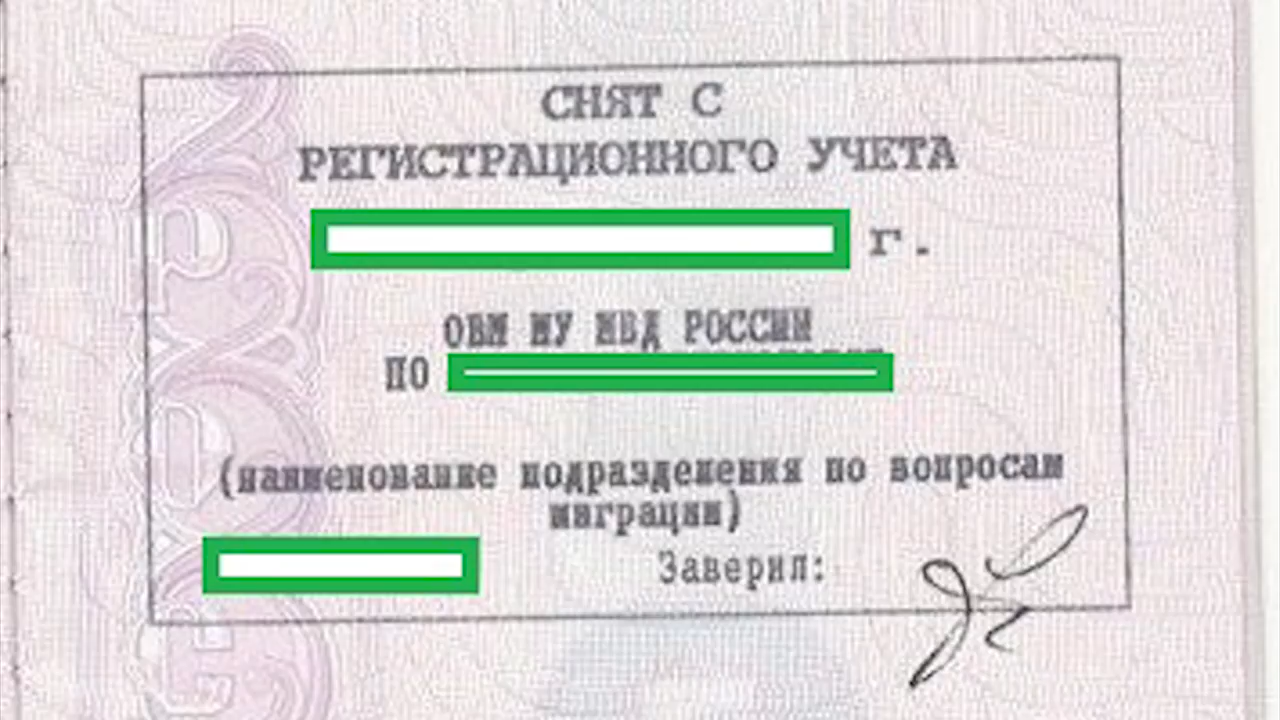 СНЯТ С
РЕГИСТРАЦИОННОГО УЧЕТА
г.
ОВМ МУ МВД РОССИИ
ПО
(наименование подразделения по вопросам
миграции)
Заверил: